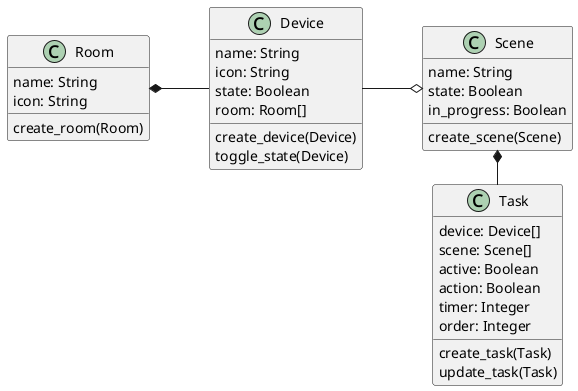 C Room
name: String
icon: String
create_room(Room)
C Device
name: String
icon: String
state: Boolean
room: Room[]
create_device(Device)
toggle_state(Device)
C Scene
name: String
state: Boolean
in_progress: Boolean
create_scene(Scene)
C Task
device: Device[]
scene: Scene[]
active: Boolean
action: Boolean
timer: Integer
order: Integer
create_task(Task)
update_task(Task)